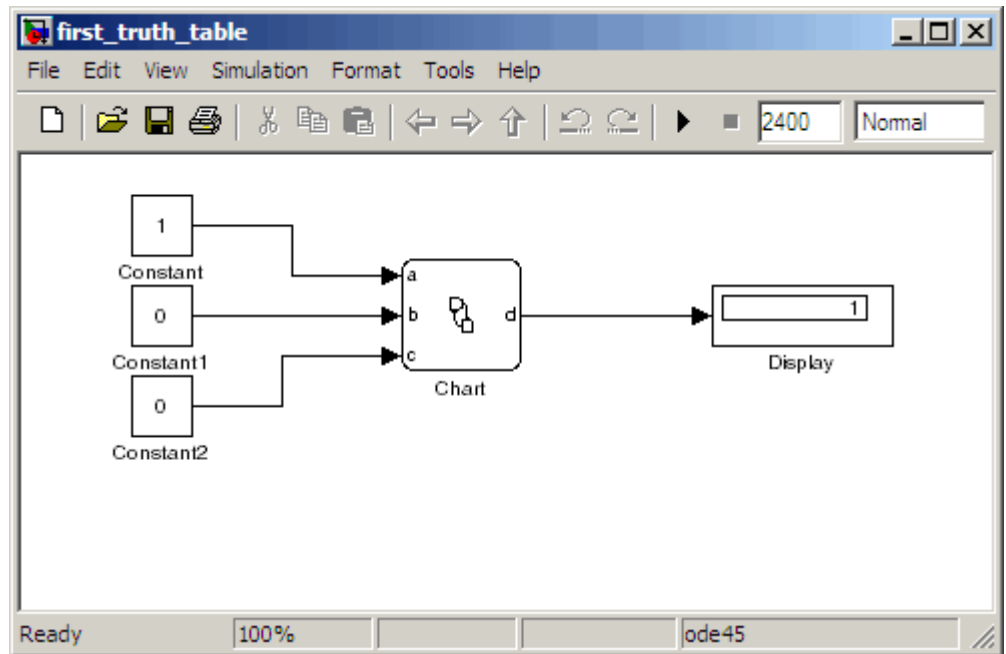 first_truth_table
File Edit View Simulation Format Tools Help
2400 Normal
1
Constant
a
0
b d 1
Constant1 Display
c
Chart
0
Constant2
Ready 100% ode45